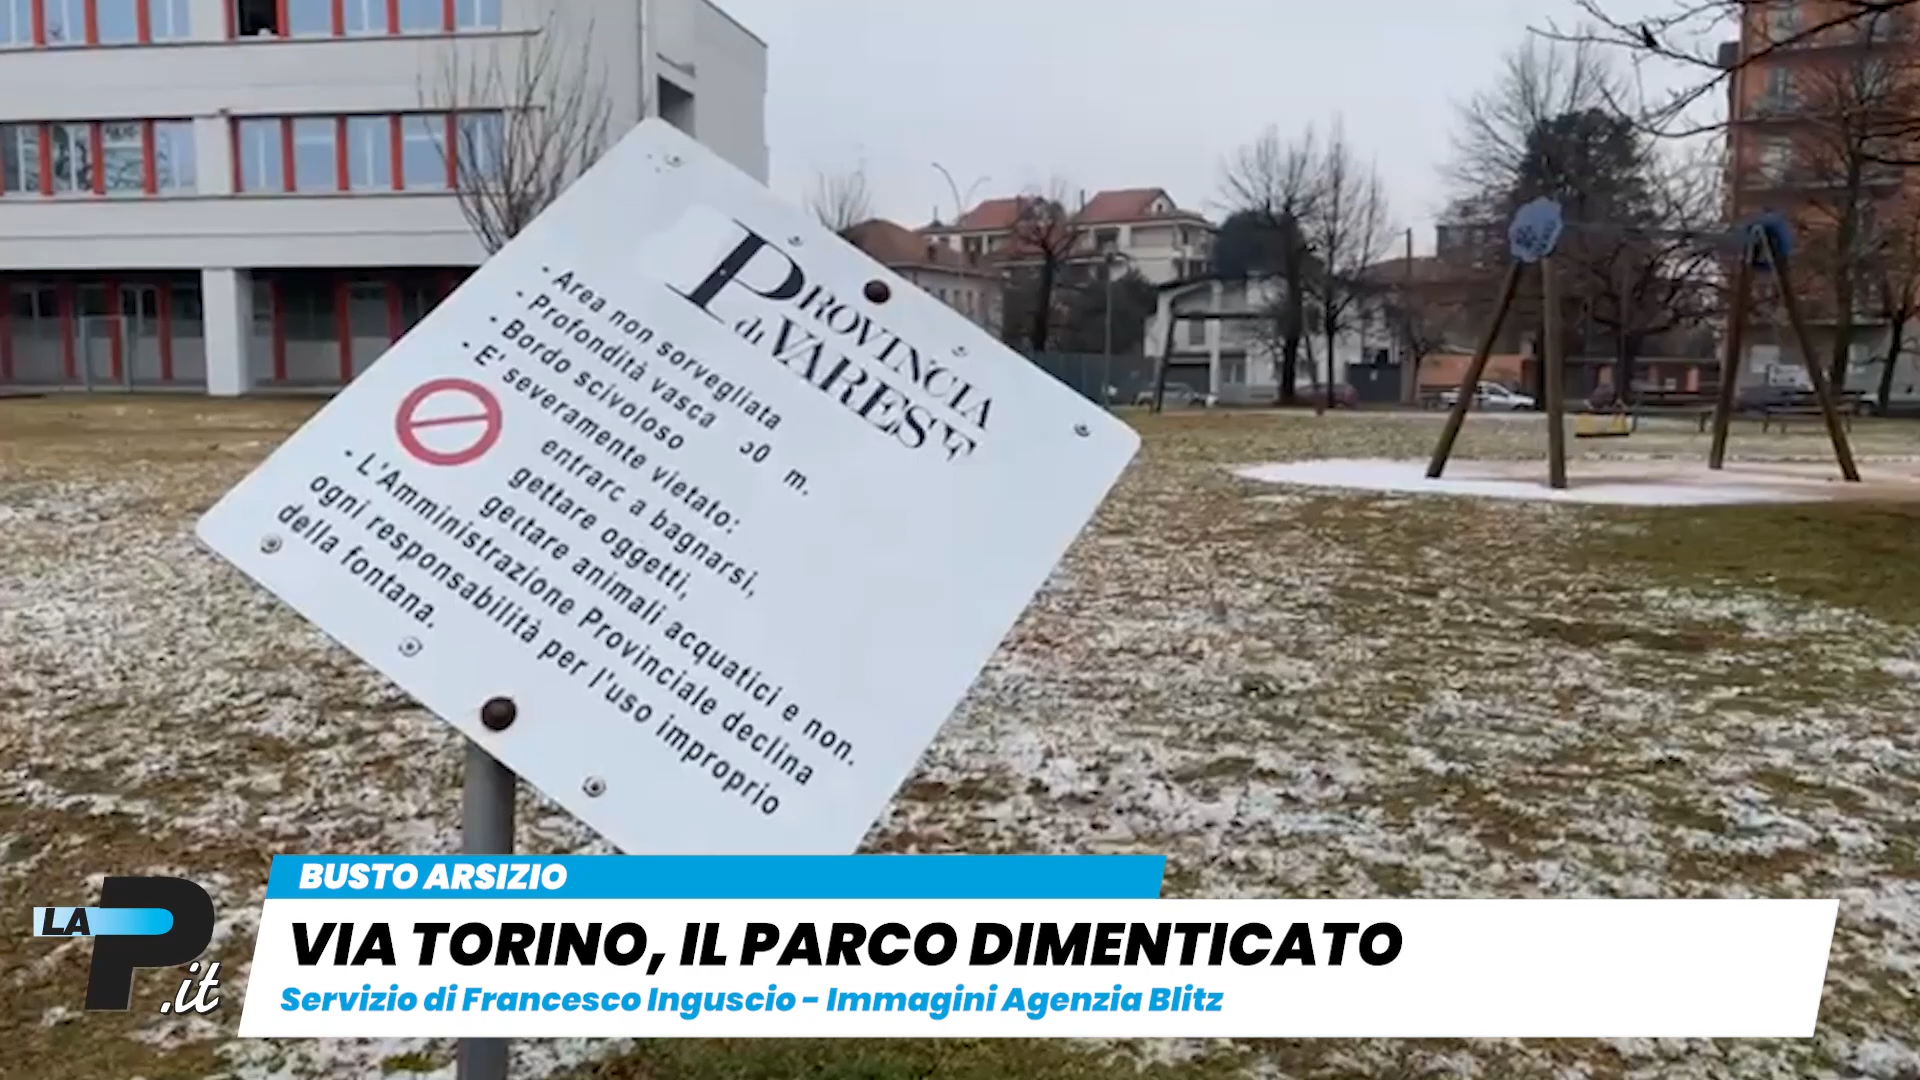 PROVINCIA
di VARESE
- Area non sorvegliata
- Profondità vasca 30 m.
- Bordo scivoloso
- E' severamente vietato:
entrare a bagnarsi,
gettare oggetti,
gettare animali acquatici e non.
- L'Amministrazione Provinciale declina
ogni responsabilità per l'uso improprio
della fontana.
BUSTO ARSIZIO
VIA TORINO, IL PARCO DIMENTICATO
Servizio di Francesco Inguscio - Immagini Agenzia Blitz
LA P.it